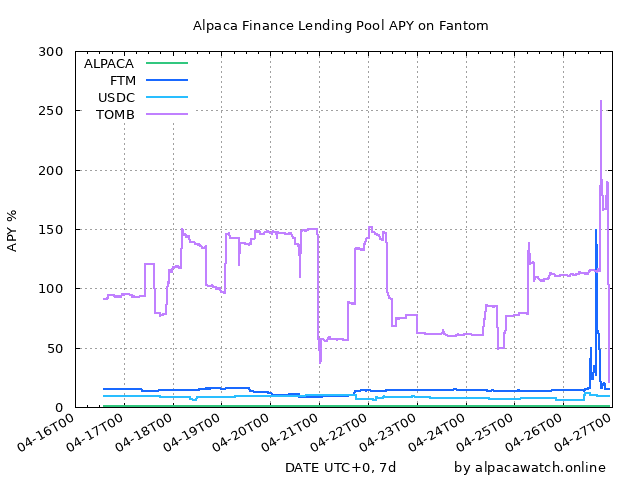 Alpaca Finance Lending Pool APY on Fantom
300
250
200
150
100
50
0
APY %
ALPACA
FTM
USDC
TOMB
04-16T00
04-17T00
04-18T00
04-19T00
04-20T00
04-21T00
04-22T00
04-23T00
04-24T00
04-25T00
04-26T00
04-27T00
DATE UTC+0, 7d
by alpacawatch.online